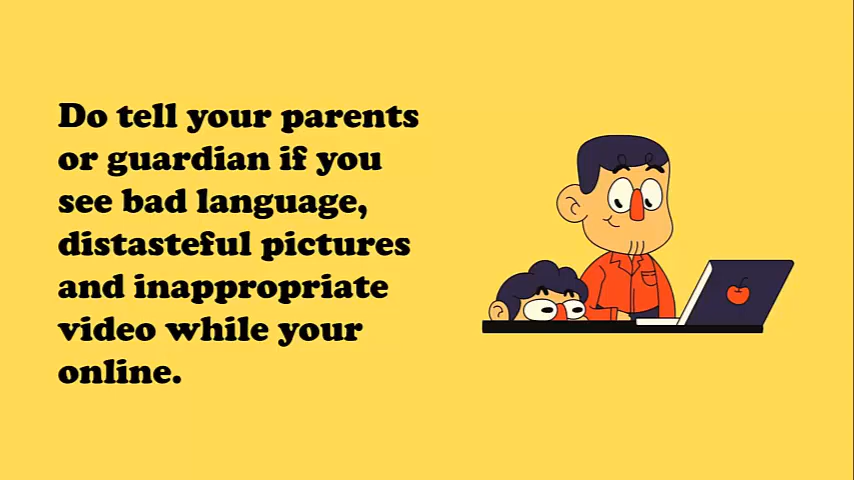 Do tell your parents
or guardian if you
see bad language,
distasteful pictures
and inappropriate
video while your
online.